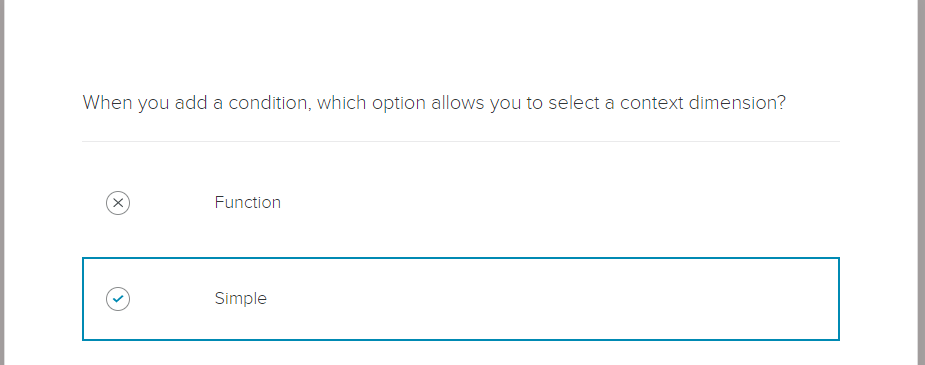 When you add a condition, which option allows you to select a context dimension?
Function
Simple